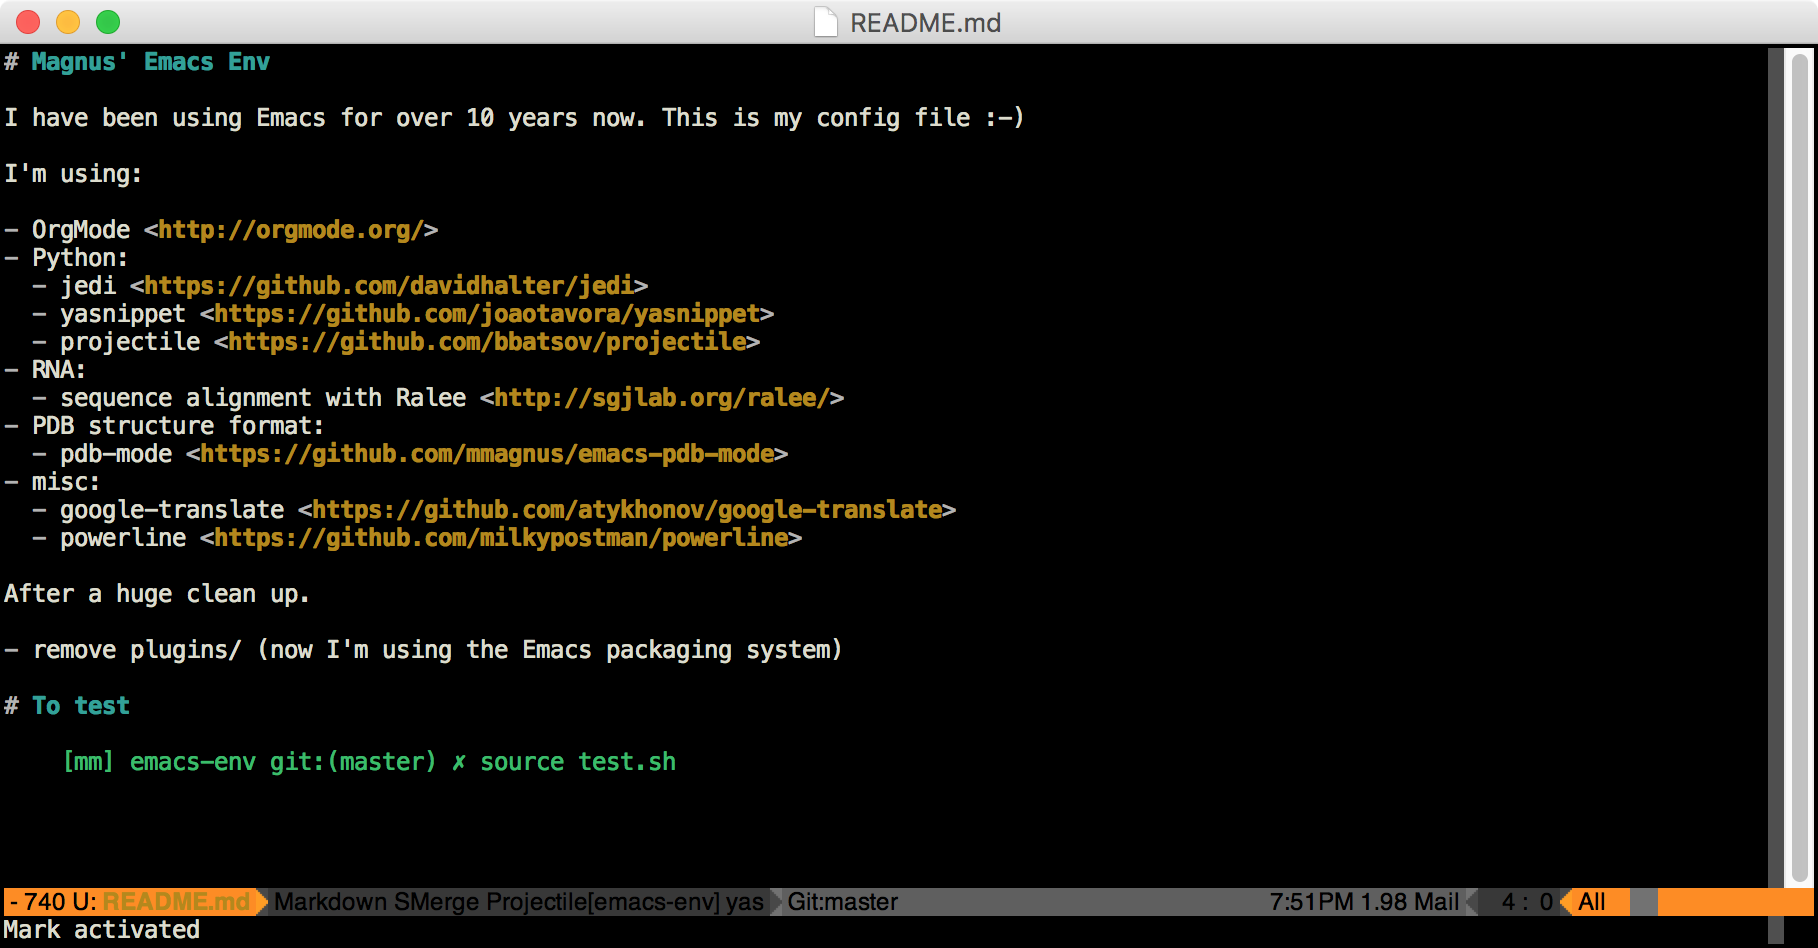 README.md
# Magnus' Emacs Env
I have been using Emacs for over 10 years now. This is my config file :-)
I'm using:
- OrgMode <http://orgmode.org/>
- Python:
  - jedi <https://github.com/davidhalter/jedi>
  - yasnippet <https://github.com/joaotavora/yasnippet>
  - projectile <https://github.com/bbatsov/projectile>
- RNA:
  - sequence alignment with Ralee <http://sgjlab.org/ralee/>
- PDB structure format:
  - pdb-mode <https://github.com/mmagnus/emacs-pdb-mode>
- misc:
  - google-translate <https://github.com/atykhonov/google-translate>
  - powerline <https://github.com/milkypostman/powerline>
After a huge clean up.
- remove plugins/ (now I'm using the Emacs packaging system)
# To test
[mm] emacs-env git:(master) ✗ source test.sh
- 740 U: README.md Markdown SMerge Projectile[emacs-env] yas Git:master 7:51PM 1.98 Mail 4 : 0 All
Mark activated